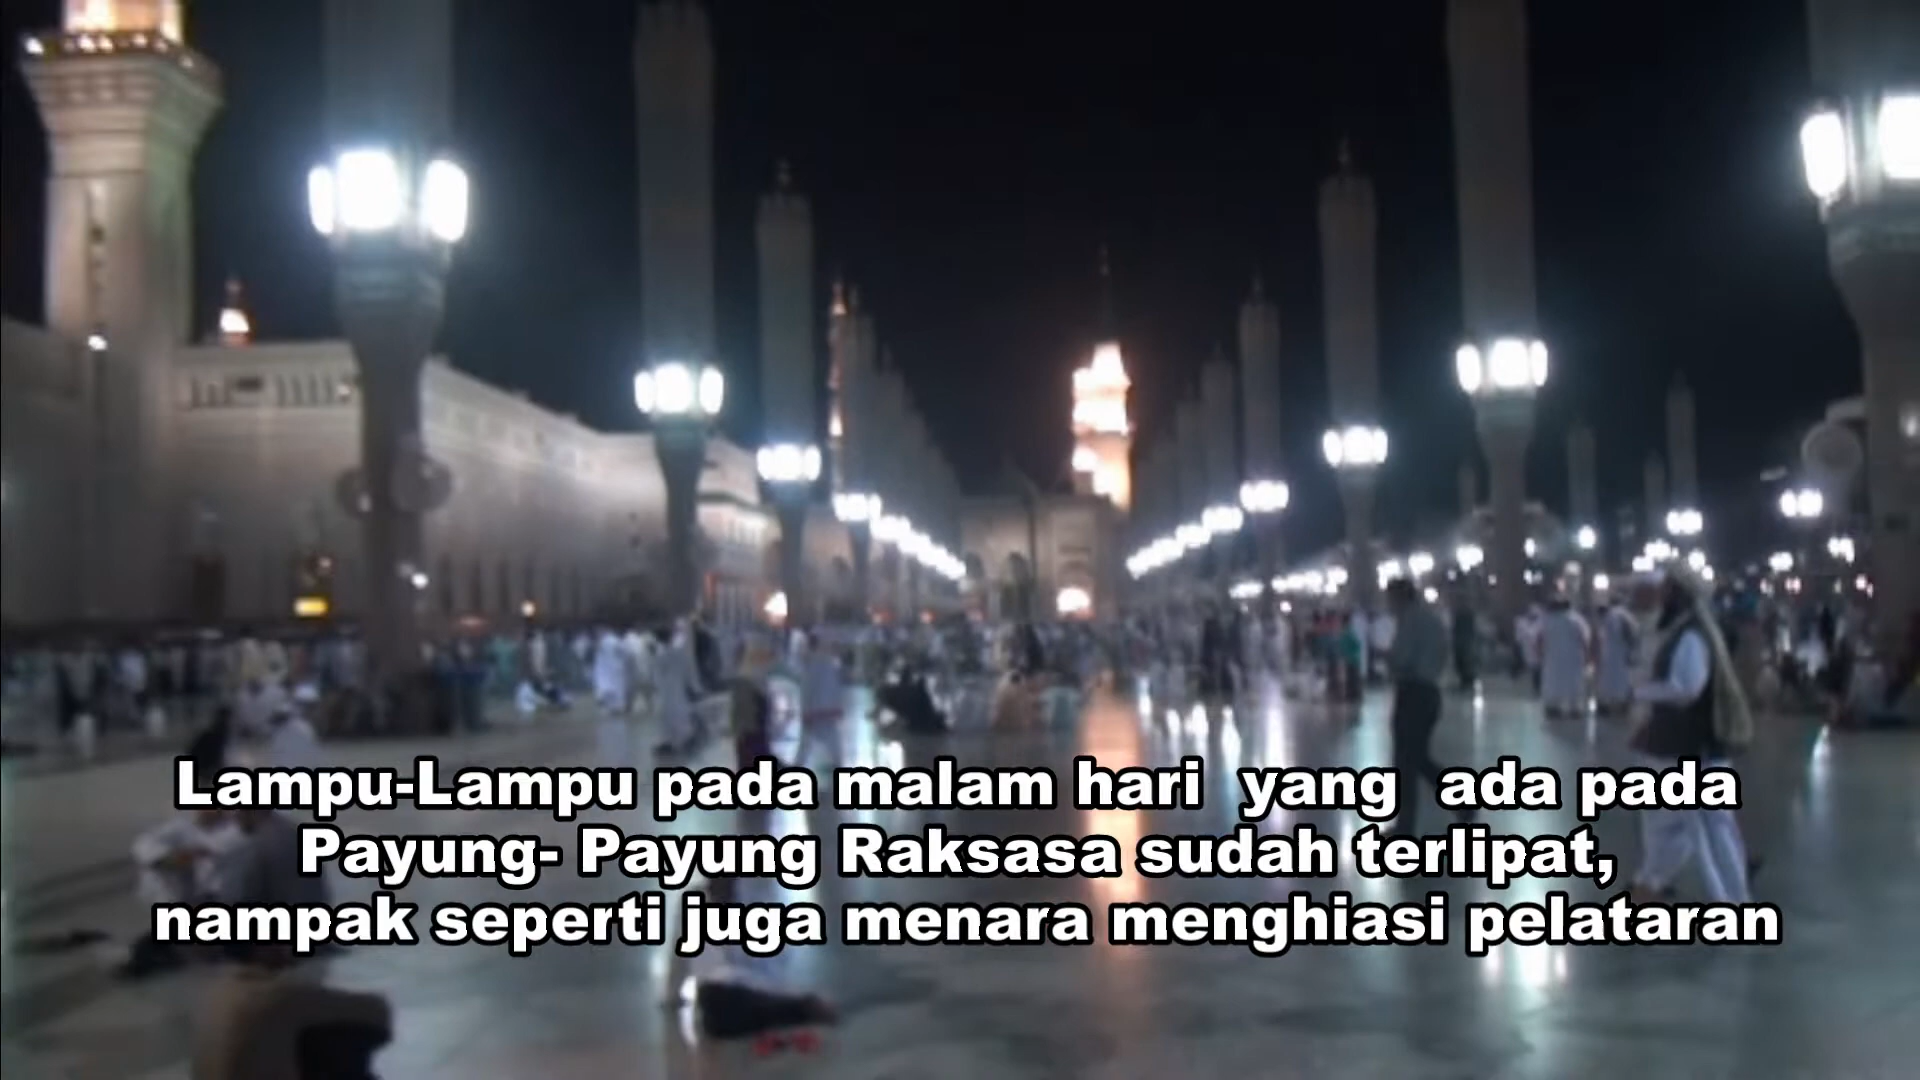 Lampu-Lampu pada malam hari  yang  ada pada
Payung- Payung Raksasa sudah terlipat,
nampak seperti juga menara menghiasi pelataran